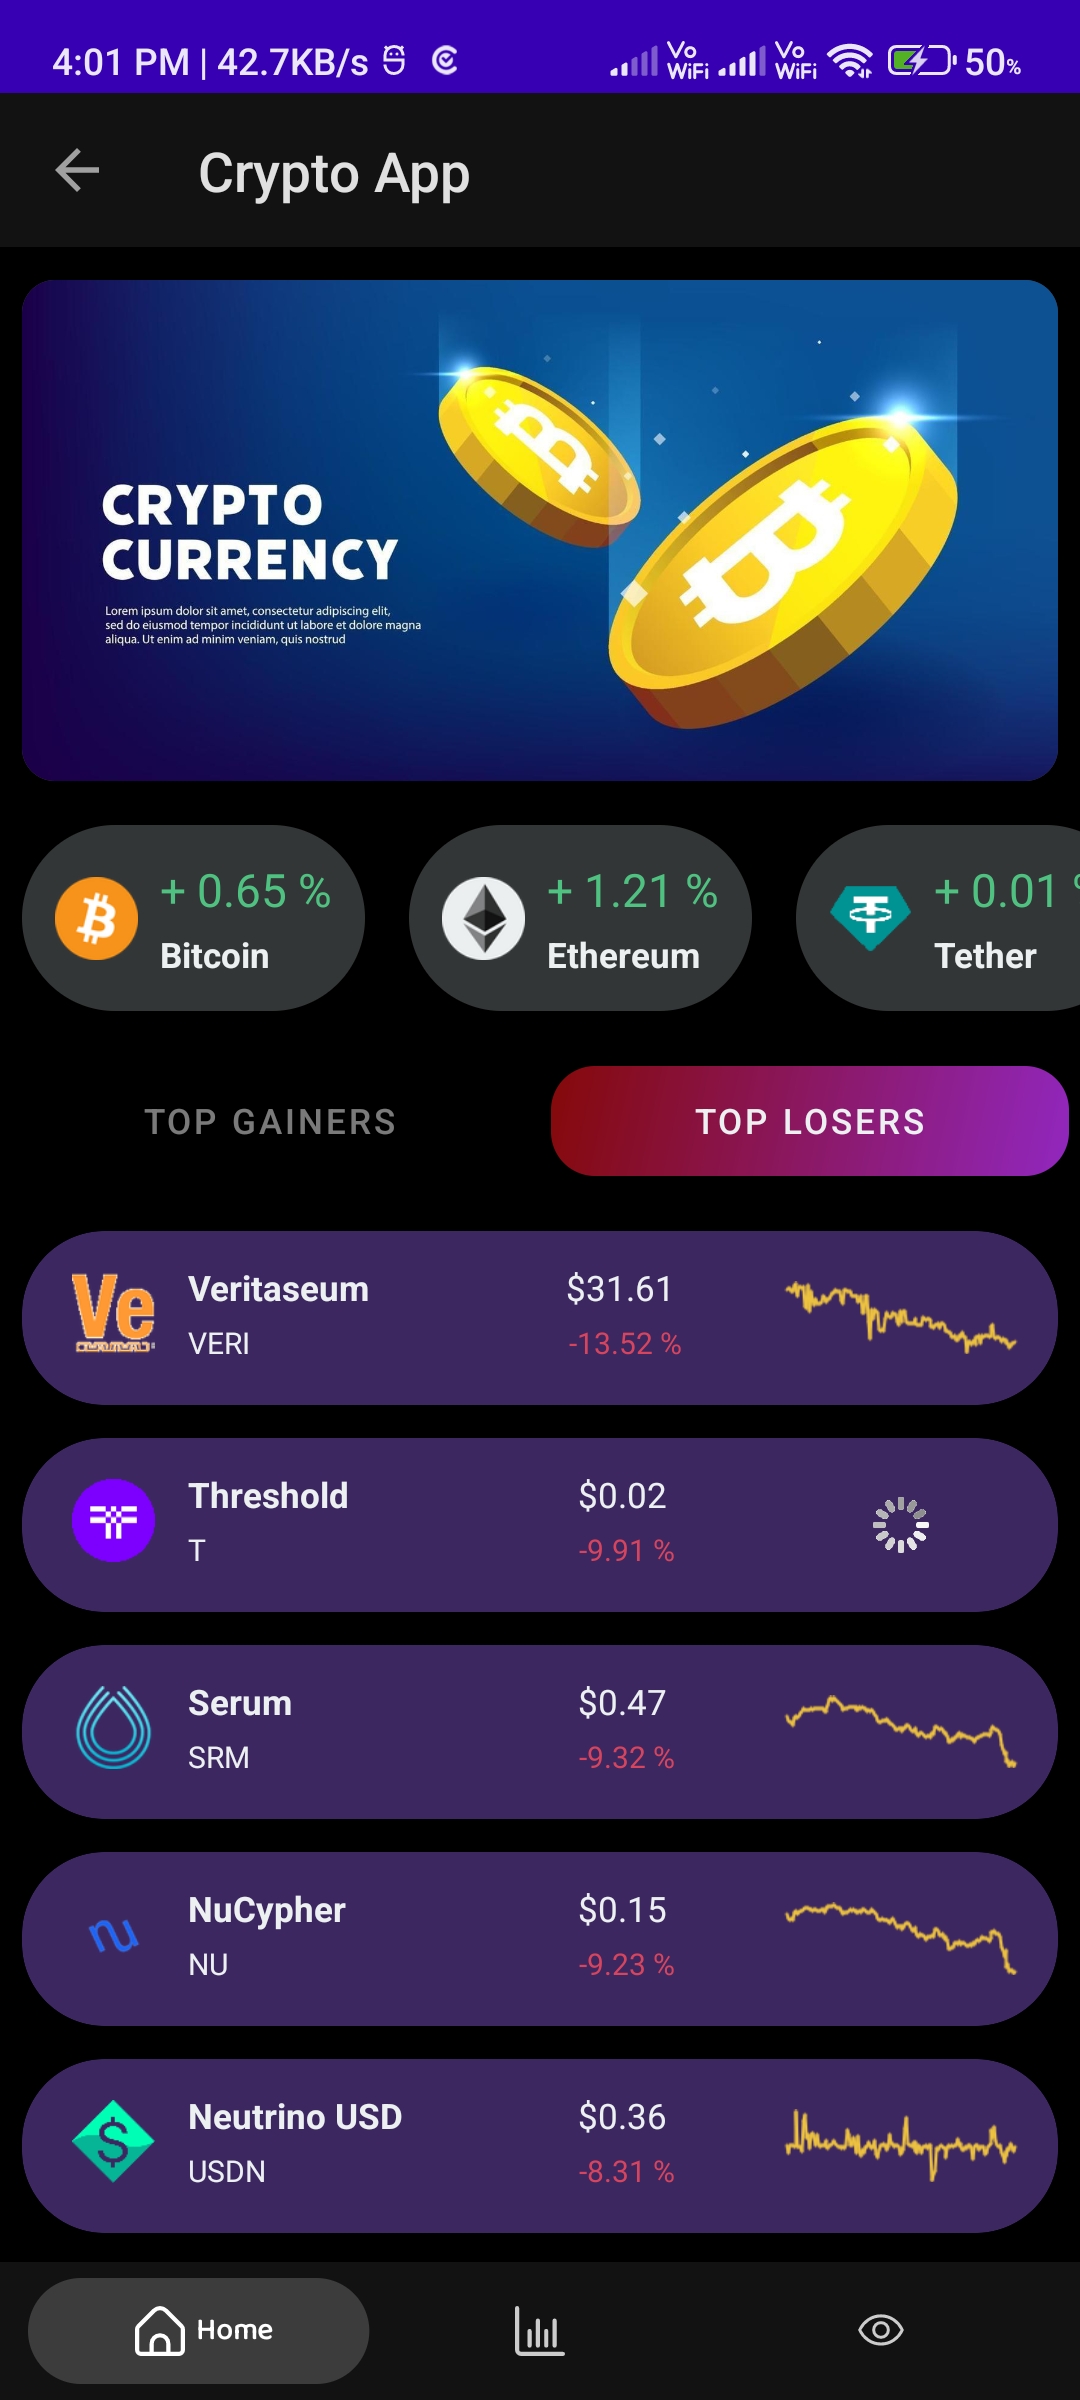 4:01 PM | 42.7KB/s
Vo
WiFi
Vo
WiFi
50%
Crypto App
CRYPTO
CURRENCY
Lorem ipsum dolor sit amet, consectetur adipiscing elit,
sed do eiusmod tempor incididunt ut labore et dolore magna
aliqua. Ut enim ad minim veniam, quis nostrud
+ 0.65 %
Bitcoin
+ 1.21 %
Ethereum
+ 0.01
Tether
TOP GAINERS
TOP LOSERS
Ve
Veritaseum
VERI
$31.61
-13.52 %
Threshold
T
$0.02
-9.91 %
Serum
SRM
$0.47
-9.32 %
NuCypher
NU
$0.15
-9.23 %
Neutrino USD
USDN
$0.36
-8.31 %
Home